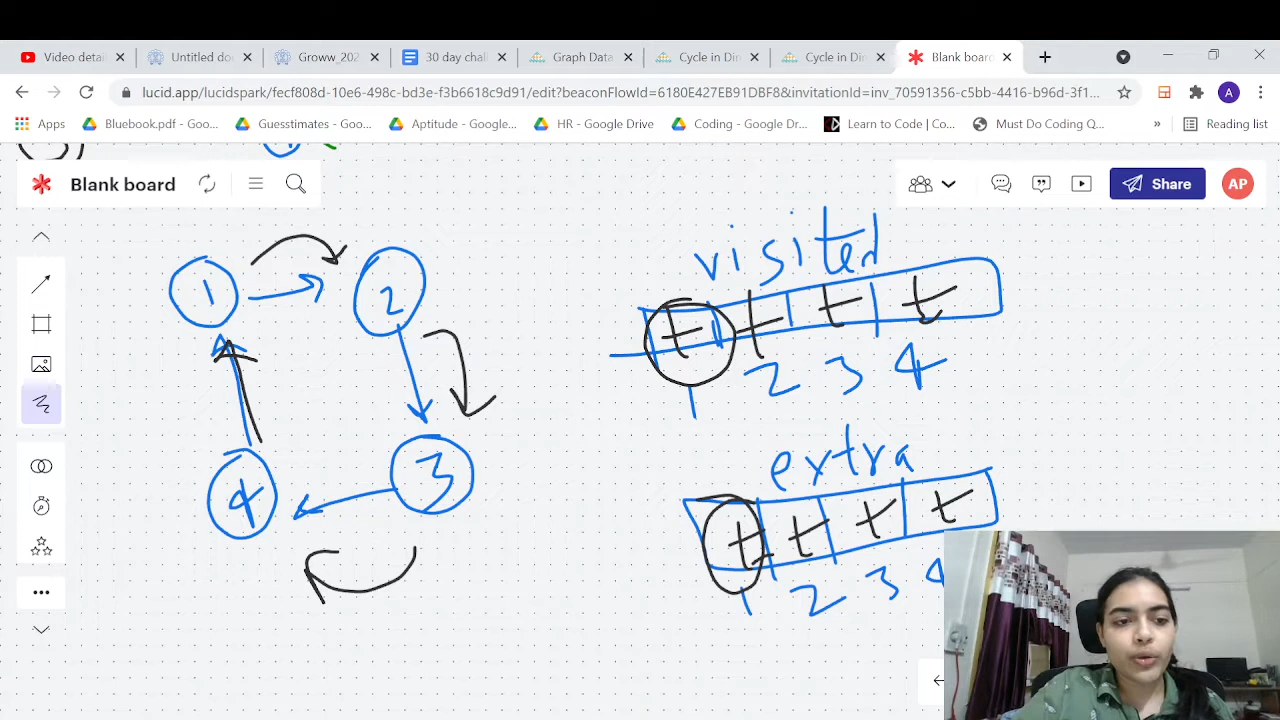 Video detai
Untitled do
Groww_202
30 day chal
Graph Data
Cycle in Dir
Cycle in Dir
Blank board
lucid.app/lucidspark/fecf808d-10e6-498c-bd3e-f3b6618c9d91/edit?beaconFlowId=6180E427EB91DBF8&invitationId=inv_70591356-c5bb-4416-b96d-3f1...
A
Apps
Bluebook.pdf - Goo...
Guesstimates - Goo...
Aptitude - Google...
HR - Google Drive
Coding - Google Dr...
Learn to Code | Co...
Must Do Coding Q...
»
Reading list
Blank board
Share
AP
visited
1 2
t t t t
1 2 3 4
4 3
extra
t t t t
1 2 3 4